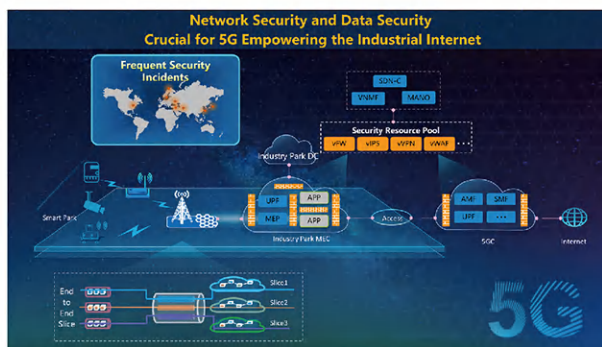 Network Security and Data Security
Crucial for 5G Empowering the Industrial Internet
Frequent Security
Incidents
SDN-C
VNMF
MANO
Security Resource Pool
vFW
vIPS
vVPN
vWAF
...
Industry Park DC
Smart Park
UPF
APP
MEP
APP
Industry Park MEC
Access
AMF
SMF
UPF
...
5GC
Internet
End
to
End
Slice
Slice1
Slice2
Slice3
5G